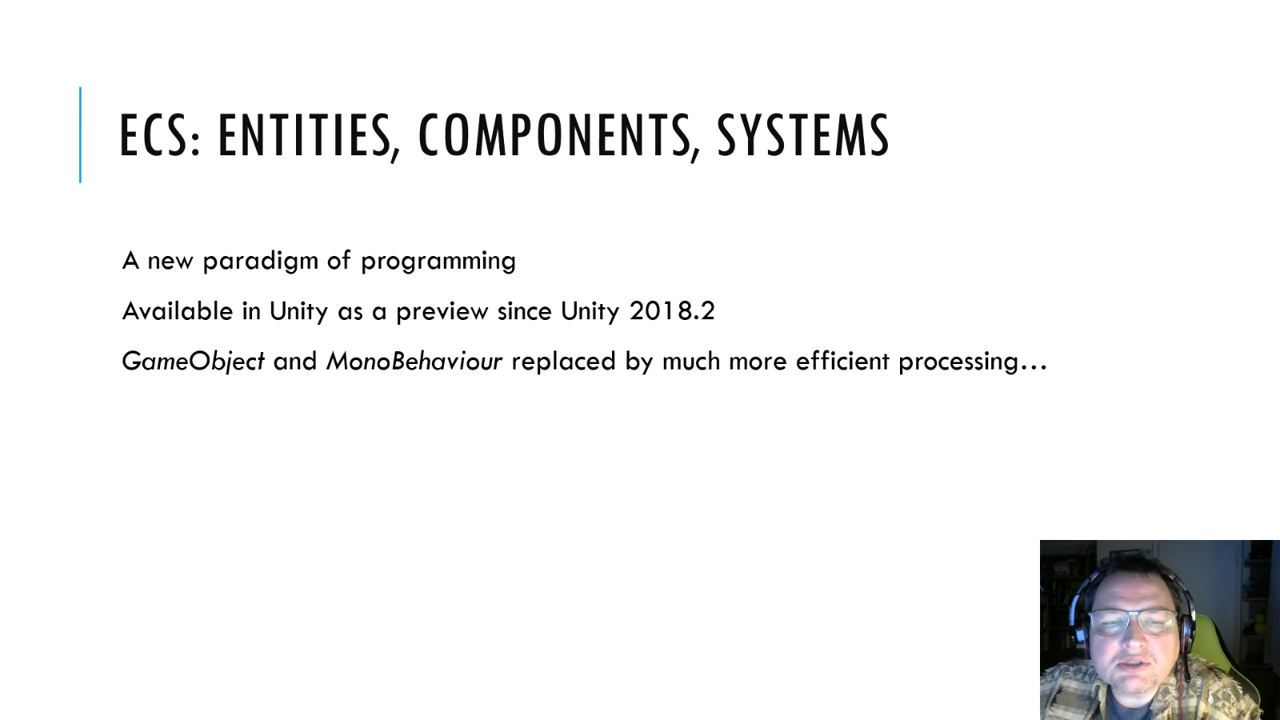 ECS: ENTITIES, COMPONENTS, SYSTEMS
A new paradigm of programming
Available in Unity as a preview since Unity 2018.2
GameObject and MonoBehaviour replaced by much more efficient processing…